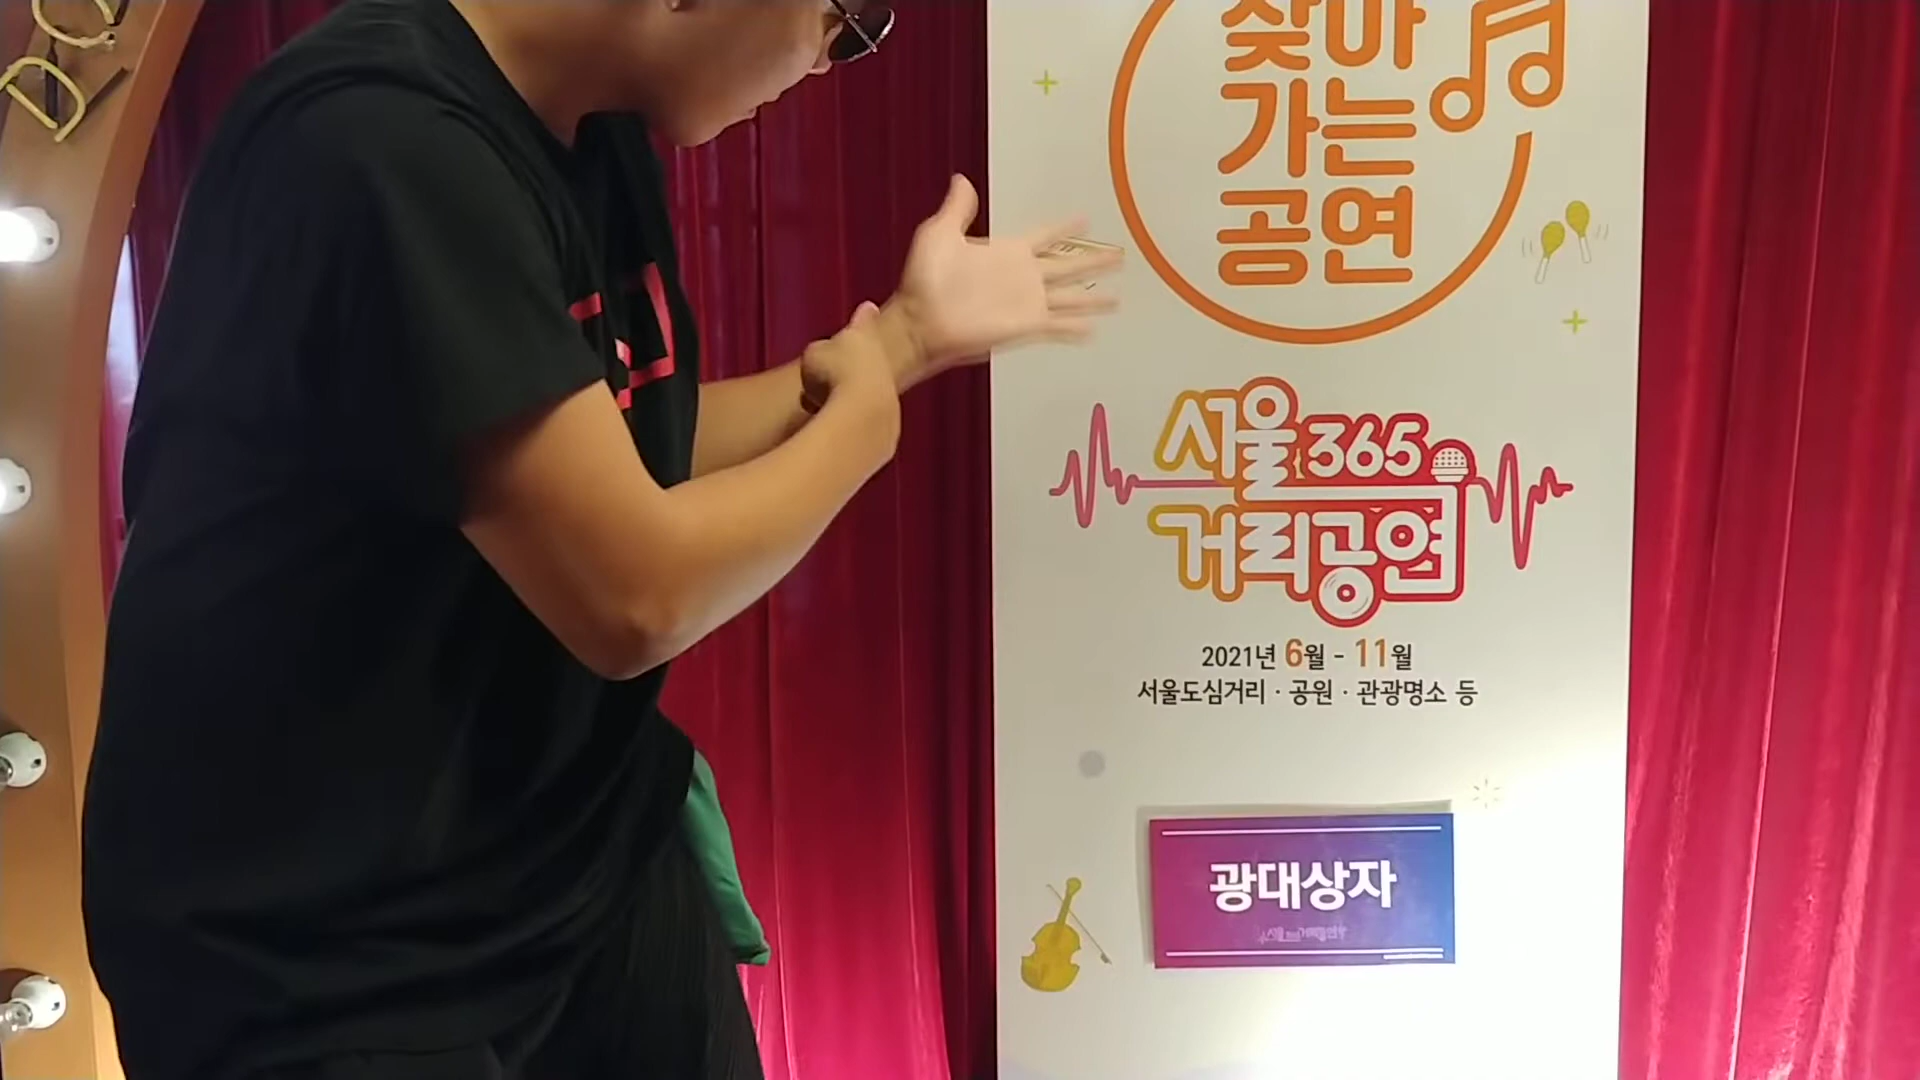 찾아
가는
공연
서울365
거리공연
2021년 6월 - 11월
서울도심거리 · 공원 · 관광명소 등
광대상자